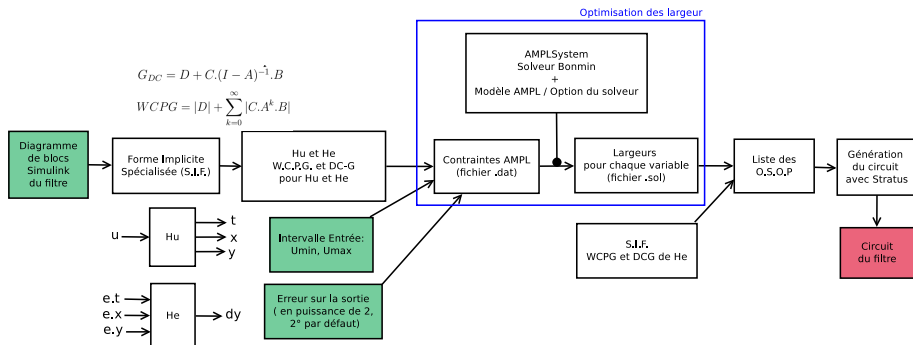 Optimisation des largeur
AMPLSystem
Solveur Bonmin
+
Modèle AMPL / Option du solveur
G_{DC} = D + C.(I - A)^{-1}.B
WCPG = |D| + \sum_{k=0}^{\infty} |C.A^k.B|
Diagramme
de blocs
Simulink
du filtre
Forme Implicite
Spécialisée (S.I.F.)
Hu et He
W.C.P.G. et DC-G
pour Hu et He
Contraintes AMPL
(fichier .dat)
Largeurs
pour chaque variable
(fichier .sol)
Liste des
O.S.O.P
Génération
du circuit
avec Stratus
u
Hu
t
x
y
Intervalle Entrée:
Umin, Umax
S.I.F.
WCPG et DCG de He
Circuit
du filtre
e.t
e.x
e.y
He
dy
Erreur sur la sortie
( en puissance de 2,
2° par défaut)